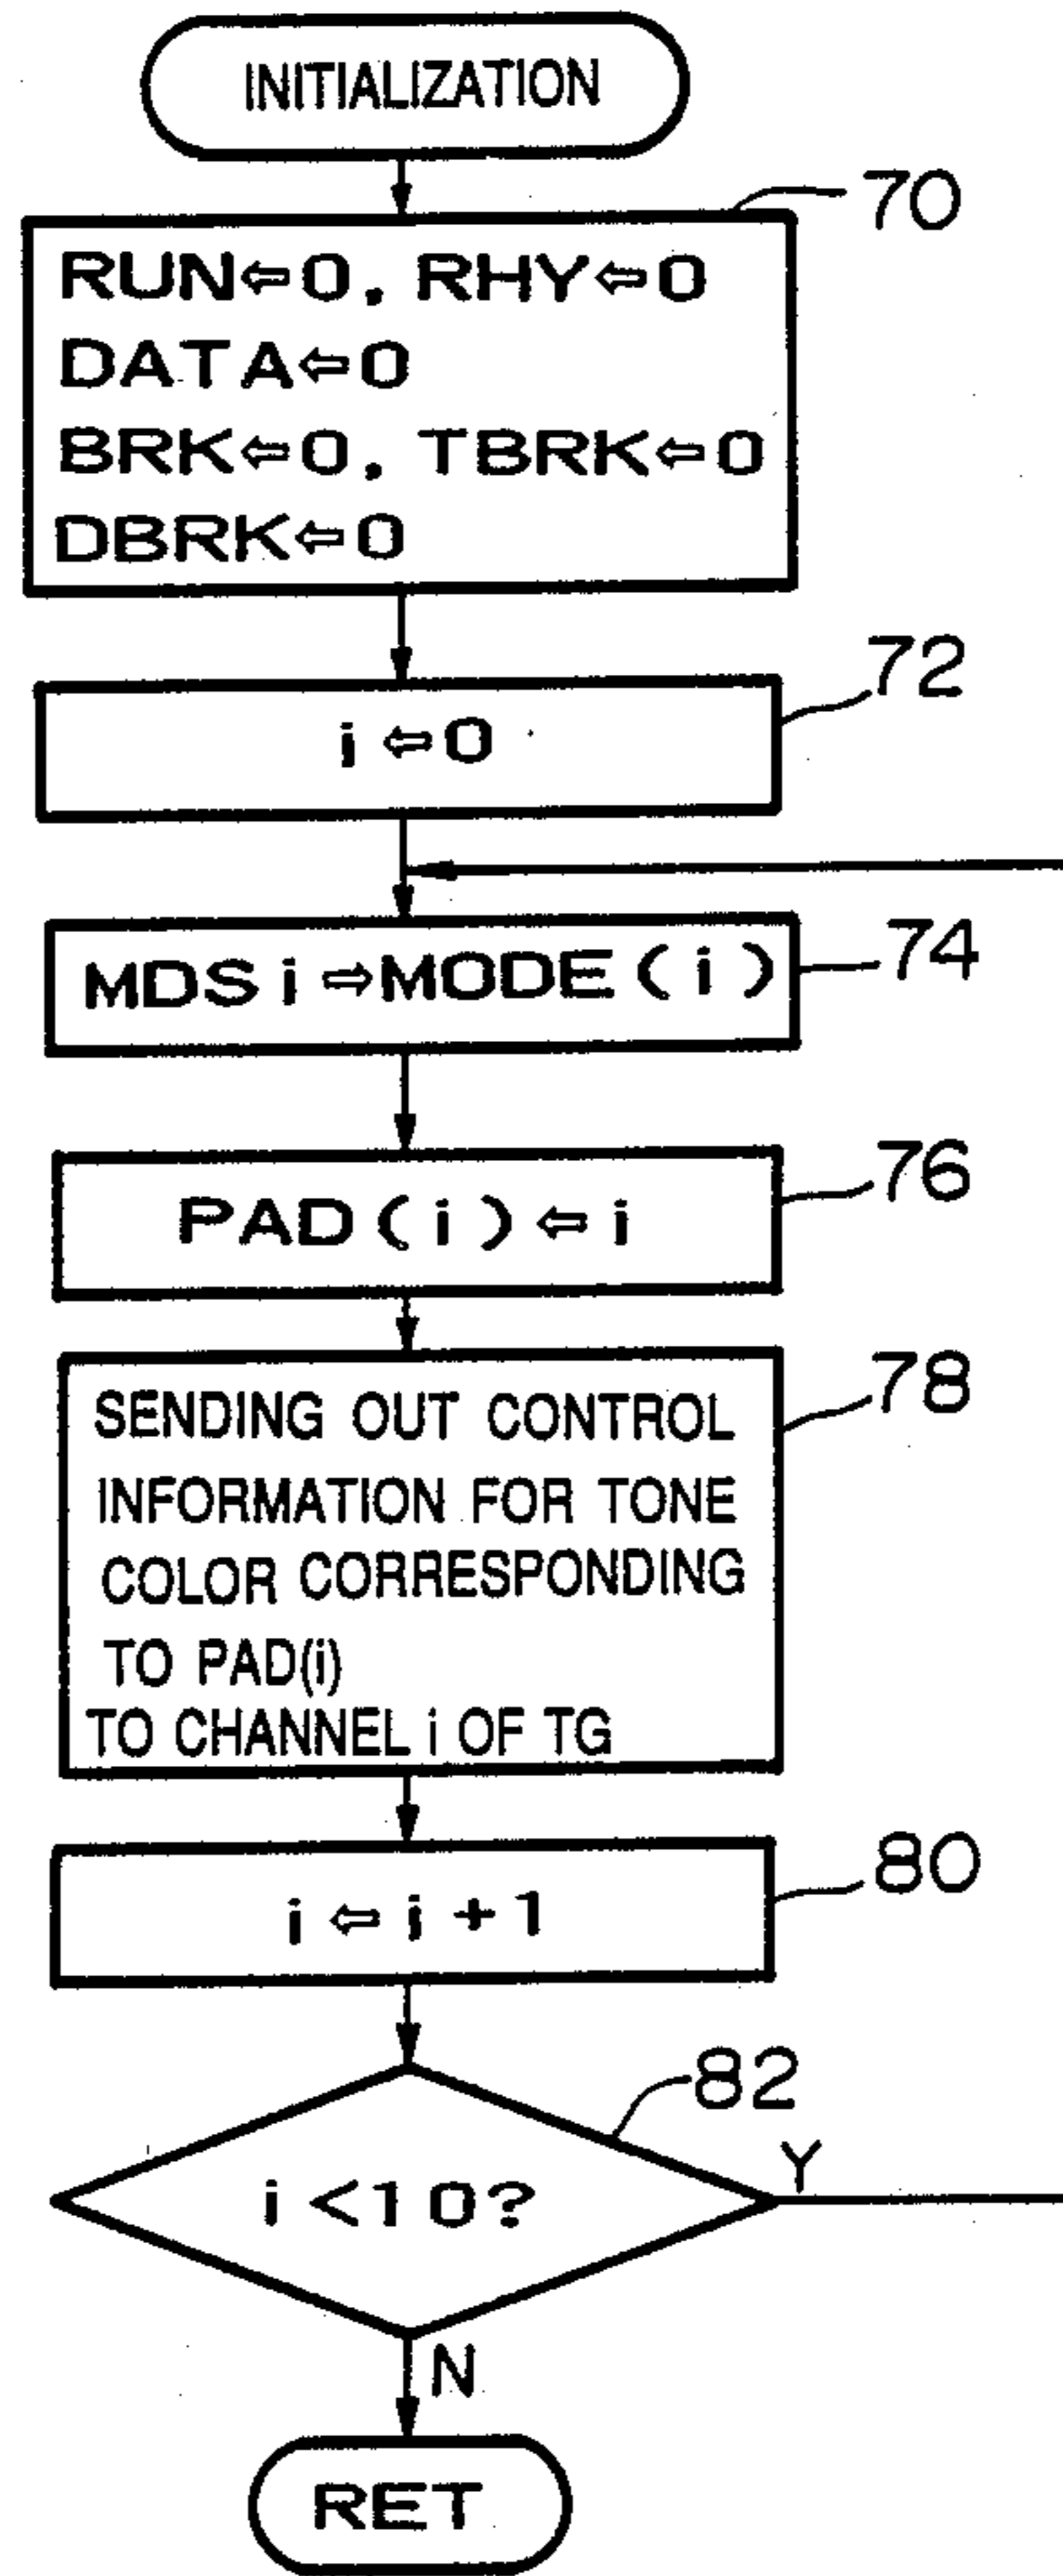 INITIALIZATION
70
RUN⇦0, RHY⇦0
DATA⇦0
BRK⇦0, TBRK⇦0
DBRK⇦0
72
i⇦0
74
MDSi⇨MODE(i)
76
PAD(i)⇦i
78
SENDING OUT CONTROL
INFORMATION FOR TONE
COLOR CORRESPONDING
TO PAD(i)
TO CHANNEL i OF TG
80
i⇦i+1
82
i<10?
Y
N
RET